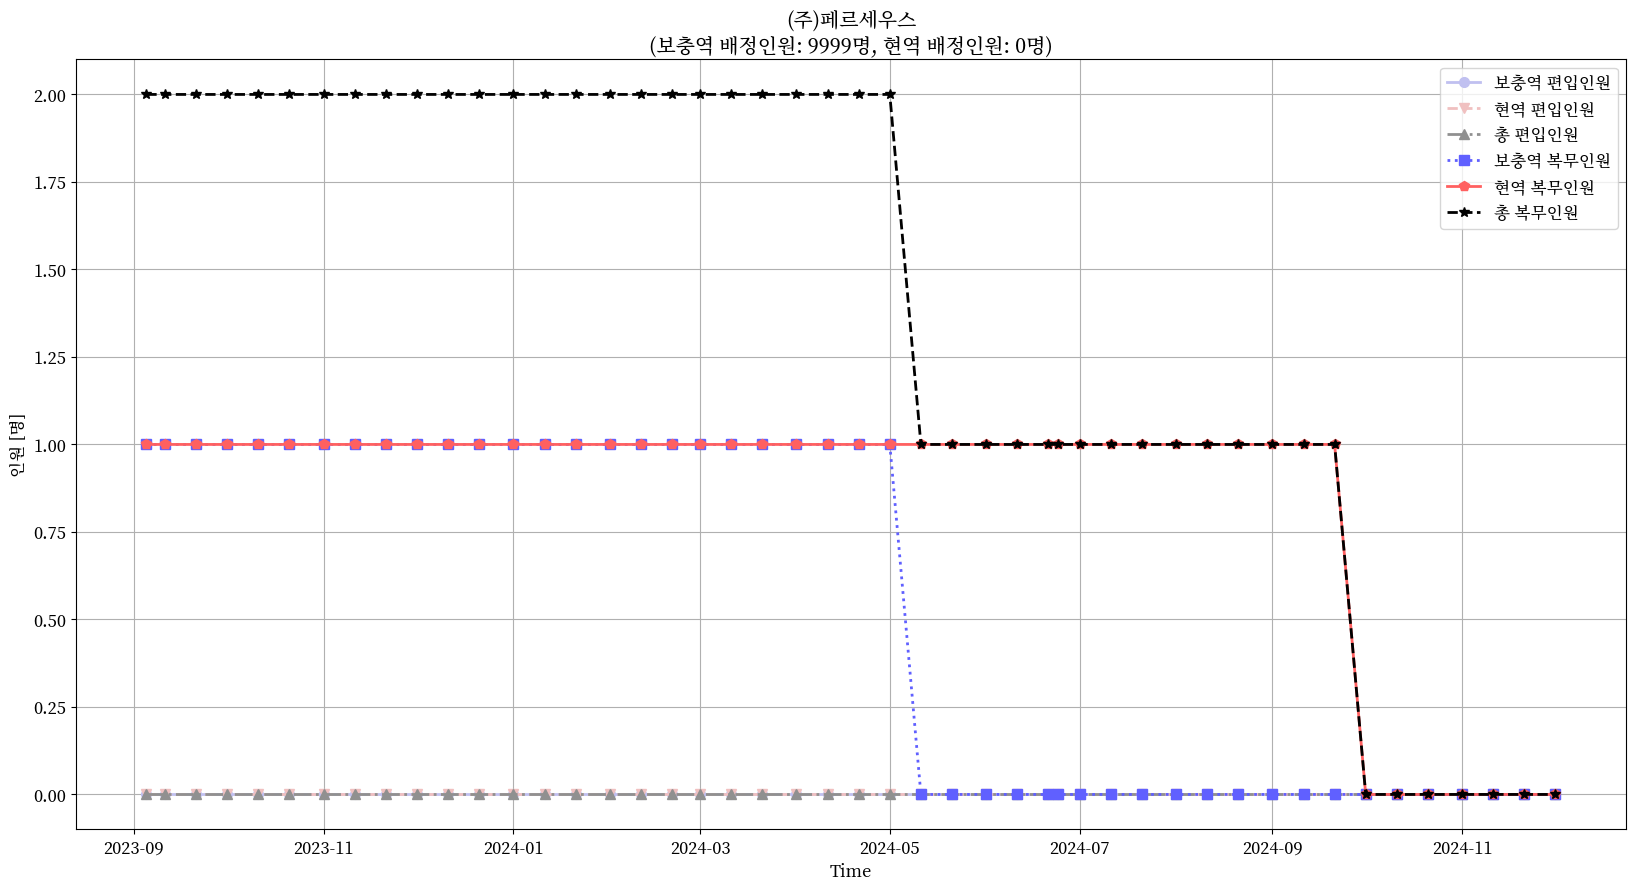 (주)페르세우스
(보충역 배정인원: 9999명, 현역 배정인원: 0명)
보충역 편입인원
현역 편입인원
총 편입인원
보충역 복무인원
현역 복무인원
총 복무인원
인원 [명]
2.00
1.75
1.50
1.25
1.00
0.75
0.50
0.25
0.00
2023-09 2023-11 2024-01 2024-03 2024-05 2024-07 2024-09 2024-11
Time